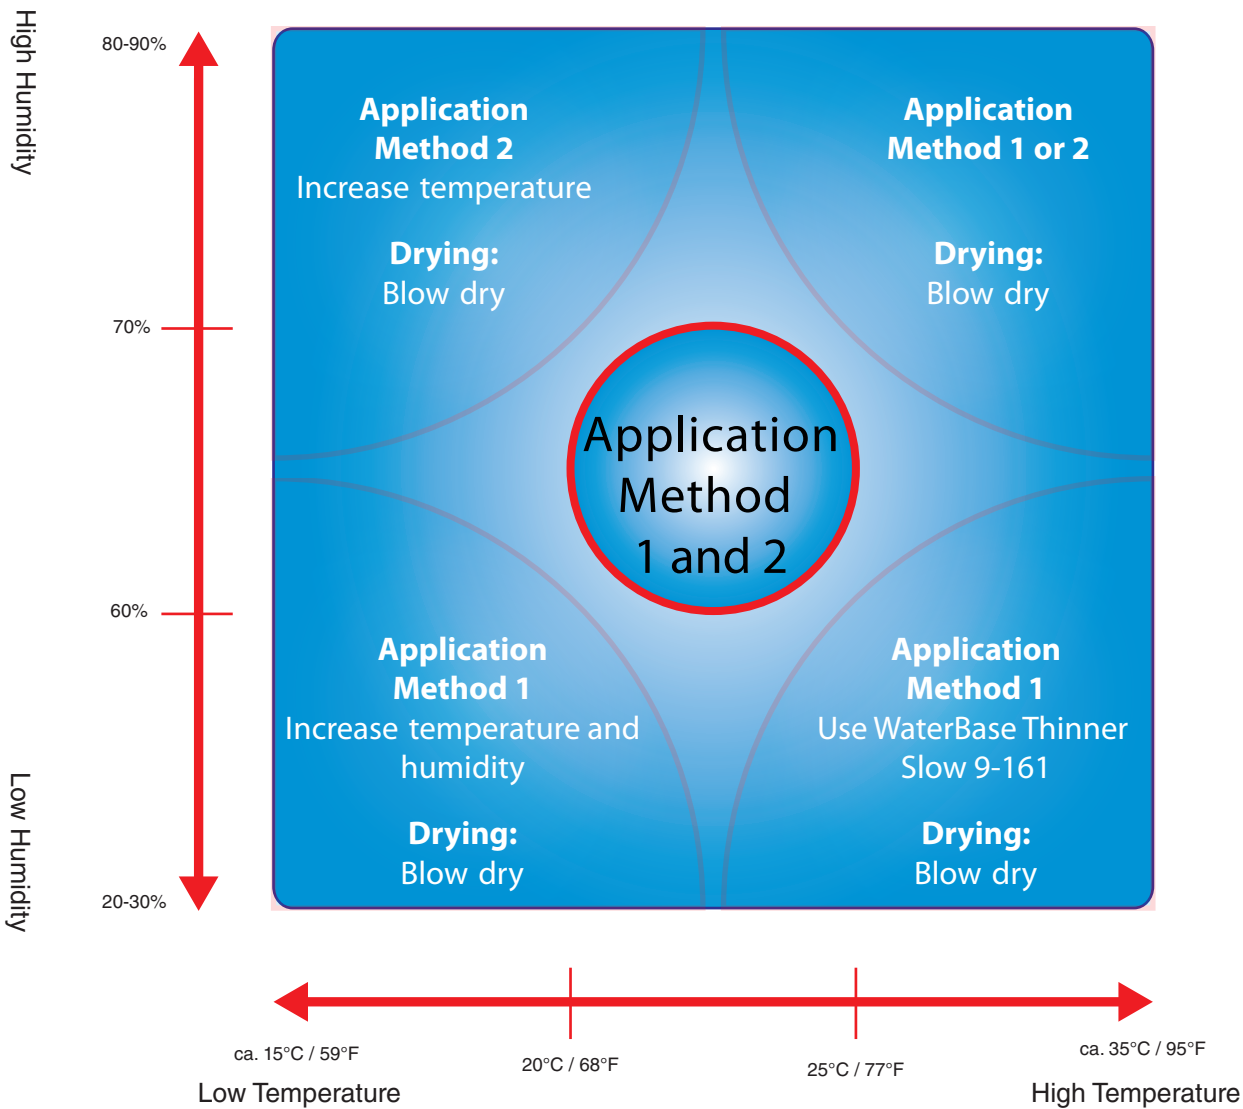 High Humidity
80-90%
70%
60%
20-30%
Low Humidity
Application
Method 2
Increase temperature
Drying:
Blow dry
Application
Method 1 or 2
Drying:
Blow dry
Application
Method
1 and 2
Application
Method 1
Increase temperature and
humidity
Drying:
Blow dry
Application
Method 1
Use WaterBase Thinner
Slow 9-161
Drying:
Blow dry
ca. 15°C / 59°F
20°C / 68°F
25°C / 77°F
ca. 35°C / 95°F
Low Temperature
High Temperature